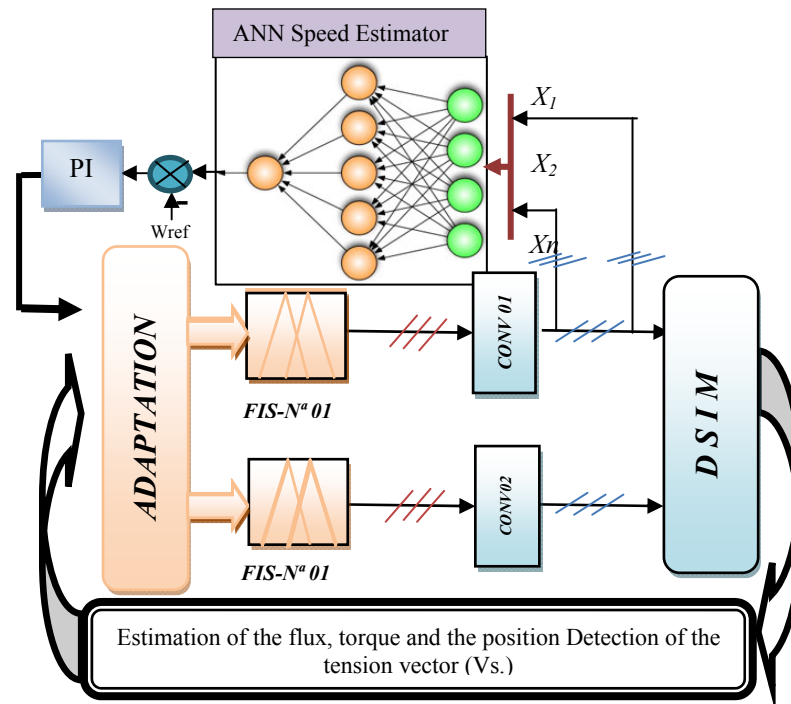 ANN Speed Estimator
X1
PI
X2
Wref
Xn
ADAPTATION
CONV 01
FIS-Nª 01
DSIM
CONV02
FIS-Nª 01
Estimation of the flux, torque and the position Detection of the
tension vector (Vs.)